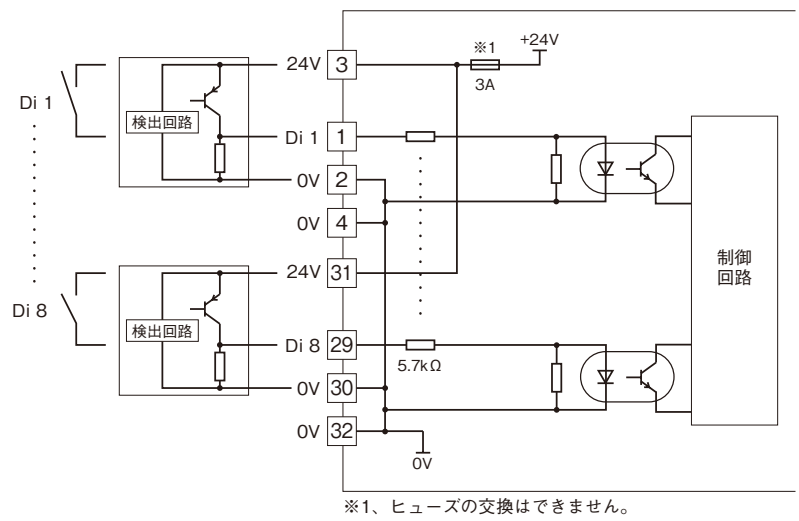 ※1
+24V
24V 3
3A
Di 1
検出回路
Di 1 1
0V 2
0V 4
制御
回路
24V 31
Di 8
検出回路
Di 8 29
5.7kΩ
0V 30
0V 32
0V
※1、ヒューズの交換はできません。